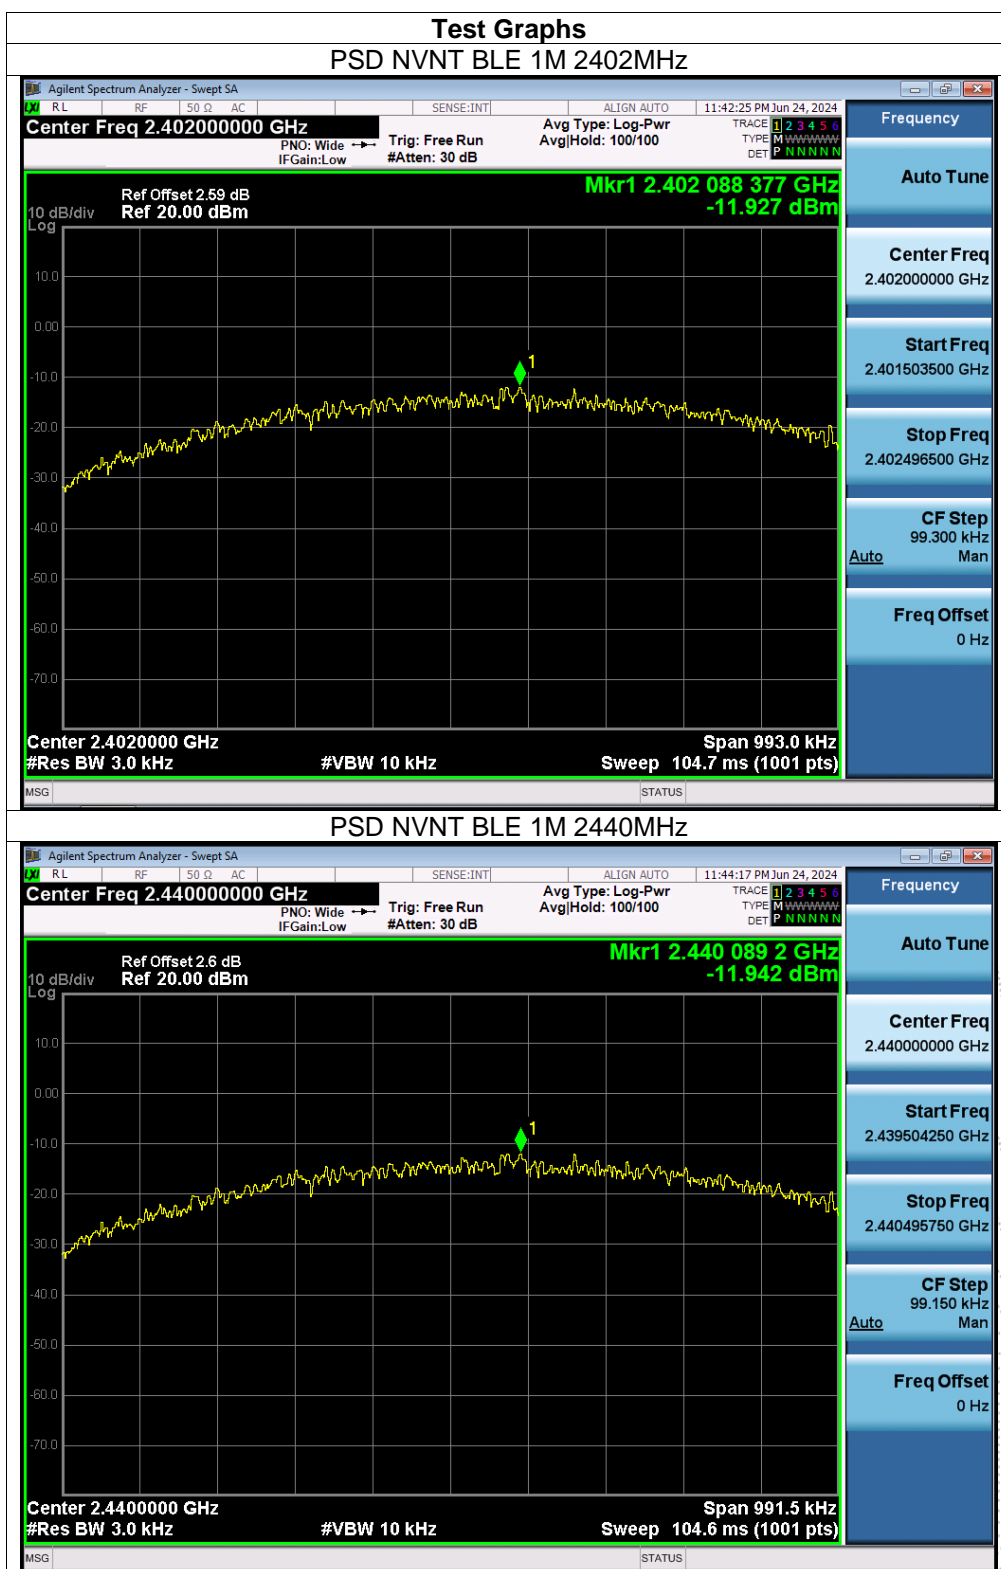 Test Graphs
PSD NVNT BLE 1M 2402MHz
Agilent Spectrum Analyzer - Swept SA
LXI RL RF 50 Ω AC SENSE:INT ALIGN AUTO 11:42:25 PM Jun 24, 2024
Center Freq 2.402000000 GHz
PNO: Wide
IFGain:Low
Trig: Free Run
#Atten: 30 dB
Avg Type: Log-Pwr
Avg|Hold: 100/100
TRACE 1 2 3 4 5 6
TYPE M W W W W W
DET P N N N N N
Frequency
Auto Tune
Center Freq
2.402000000 GHz
Start Freq
2.401503500 GHz
Stop Freq
2.402496500 GHz
CF Step
99.300 kHz
Auto Man
Freq Offset
0 Hz
Mkr1 2.402 088 377 GHz
-11.927 dBm
Ref Offset 2.59 dB
10 dB/div Ref 20.00 dBm
Log
10.0
0.00
1
-10.0
-20.0
-30.0
-40.0
-50.0
-60.0
-70.0
Center 2.4020000 GHz Span 993.0 kHz
#Res BW 3.0 kHz #VBW 10 kHz Sweep 104.7 ms (1001 pts)
MSG STATUS
PSD NVNT BLE 1M 2440MHz
Agilent Spectrum Analyzer - Swept SA
LXI RL RF 50 Ω AC SENSE:INT ALIGN AUTO 11:44:17 PM Jun 24, 2024
Center Freq 2.440000000 GHz
PNO: Wide
IFGain:Low
Trig: Free Run
#Atten: 30 dB
Avg Type: Log-Pwr
Avg|Hold: 100/100
TRACE 1 2 3 4 5 6
TYPE M W W W W W
DET P N N N N N
Frequency
Auto Tune
Center Freq
2.440000000 GHz
Start Freq
2.439504250 GHz
Stop Freq
2.440495750 GHz
CF Step
99.150 kHz
Auto Man
Freq Offset
0 Hz
Mkr1 2.440 089 2 GHz
-11.942 dBm
Ref Offset 2.6 dB
10 dB/div Ref 20.00 dBm
Log
10.0
0.00
1
-10.0
-20.0
-30.0
-40.0
-50.0
-60.0
-70.0
Center 2.4400000 GHz Span 991.5 kHz
#Res BW 3.0 kHz #VBW 10 kHz Sweep 104.6 ms (1001 pts)
MSG STATUS